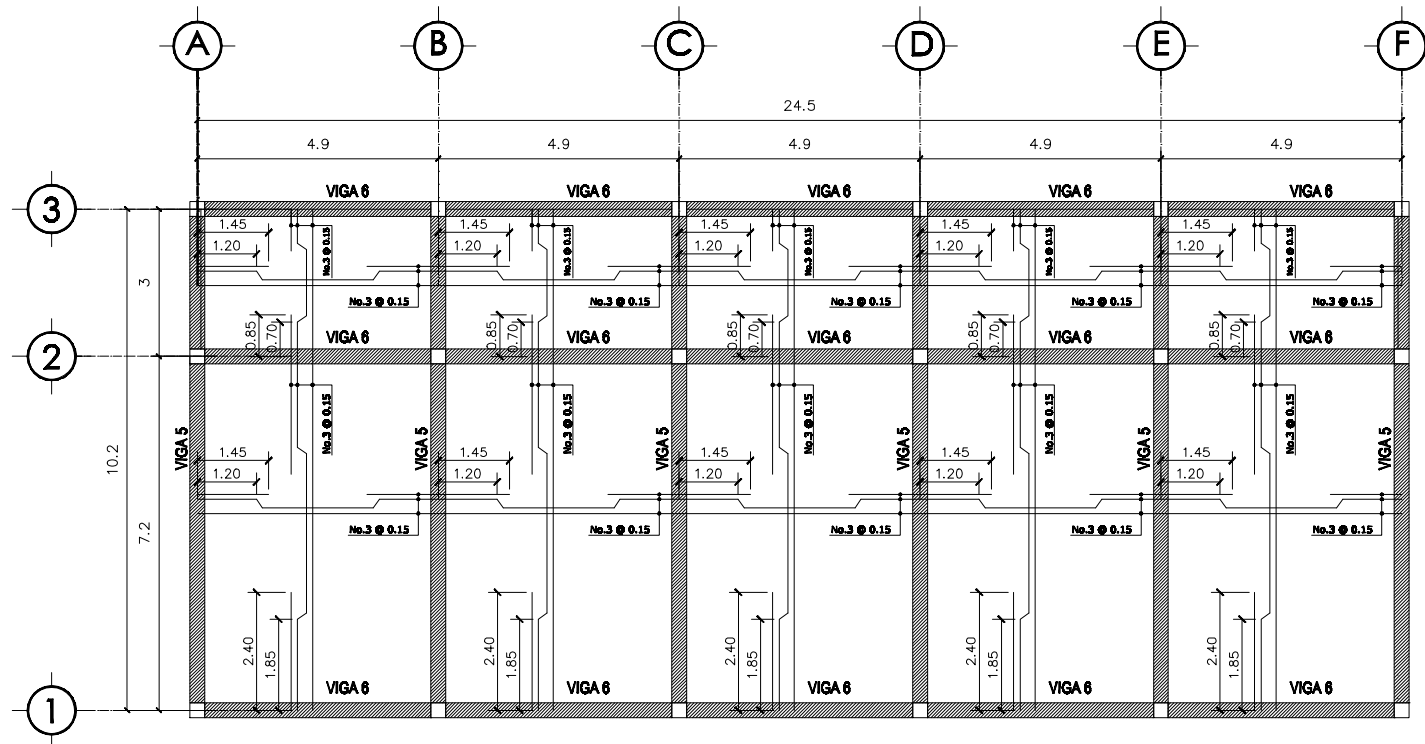 A B C D E F
24.5
4.9 4.9 4.9 4.9 4.9
VIGA 6 VIGA 6 VIGA 6 VIGA 6 VIGA 6
3
1.45 1.45 1.45 1.45 1.45
1.20 1.20 1.20 1.20 1.20
No.3 @ 0.15 No.3 @ 0.15 No.3 @ 0.15 No.3 @ 0.15 No.3 @ 0.15
3
No.3 @ 0.15 No.3 @ 0.15 No.3 @ 0.15 No.3 @ 0.15 No.3 @ 0.15
0.85 0.70 0.85 0.70 0.85 0.70 0.85 0.70 0.85 0.70
VIGA 6 VIGA 6 VIGA 6 VIGA 6 VIGA 6
2
No.3 @ 0.15 No.3 @ 0.15 No.3 @ 0.15 No.3 @ 0.15 No.3 @ 0.15
VIGA 5 VIGA 5 VIGA 5 VIGA 5 VIGA 5 VIGA 5
10.2
1.45 1.45 1.45 1.45 1.45
1.20 1.20 1.20 1.20 1.20
7.2
No.3 @ 0.15 No.3 @ 0.15 No.3 @ 0.15 No.3 @ 0.15 No.3 @ 0.15
2.40 1.85 2.40 1.85 2.40 1.85 2.40 1.85 2.40 1.85
VIGA 6 VIGA 6 VIGA 6 VIGA 6 VIGA 6
1